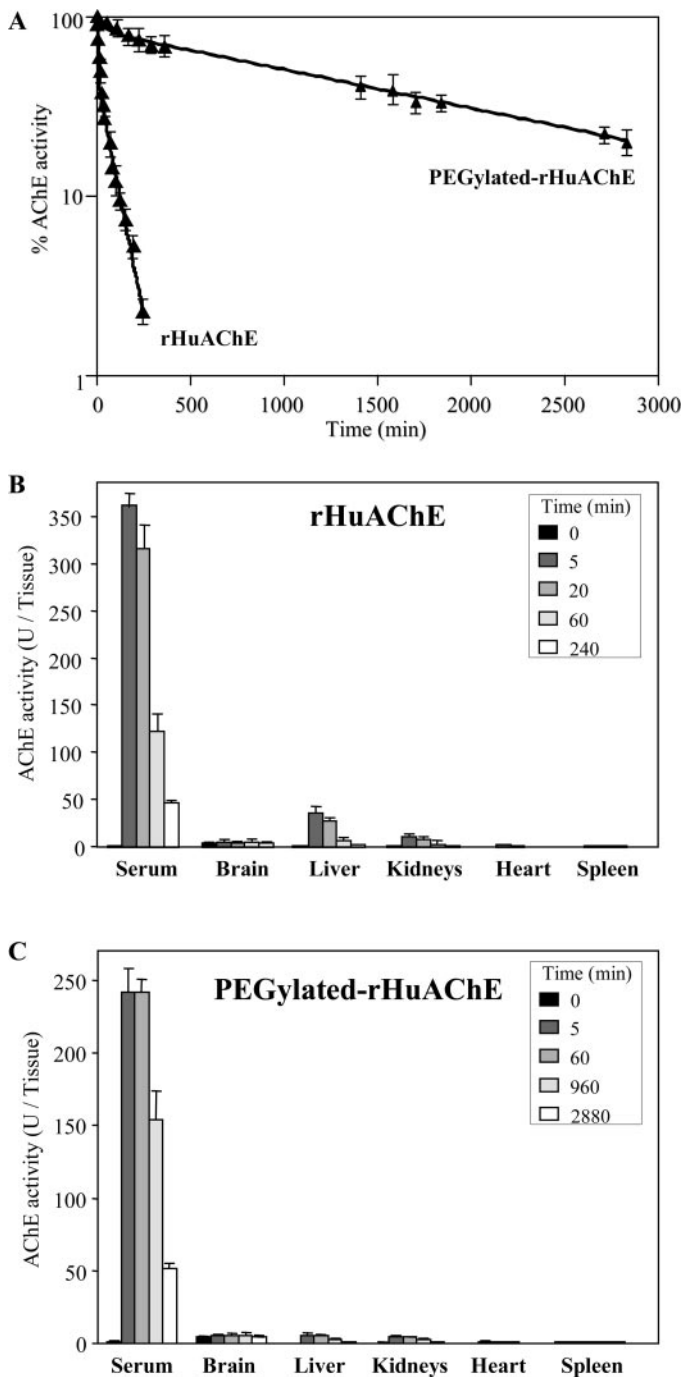 A
100
10
1
% AChE activity
PEGylated-rHuAChE
rHuAChE
0 500 1000 1500 2000 2500 3000
Time (min)
B
rHuAChE
AChE activity (U / Tissue)
350
300
250
200
150
100
50
0
Time (min)
0
5
20
60
240
Serum Brain Liver Kidneys Heart Spleen
C
PEGylated-rHuAChE
AChE activity (U / Tissue)
250
200
150
100
50
0
Time (min)
0
5
60
960
2880
Serum Brain Liver Kidneys Heart Spleen